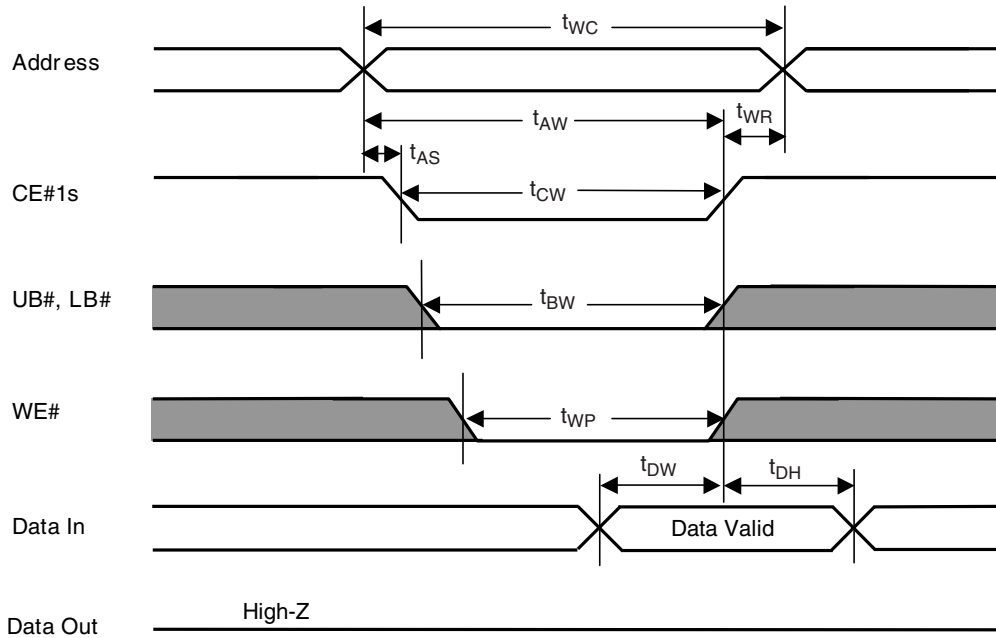 tWC
Address
tAW
tWR
tAS
CE#1s
tCW
UB#, LB#
tBW
WE#
tWP
tDW
tDH
Data In
Data Valid
High-Z
Data Out